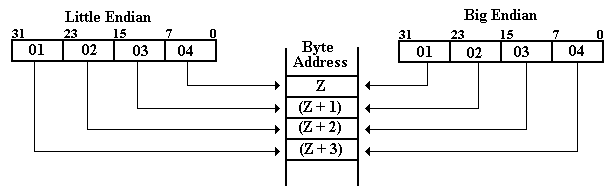 Little Endian
Big Endian
31 23 15 7 0
31 23 15 7 0
01 02 03 04
Byte
Address
01 02 03 04
Z
(Z + 1)
(Z + 2)
(Z + 3)